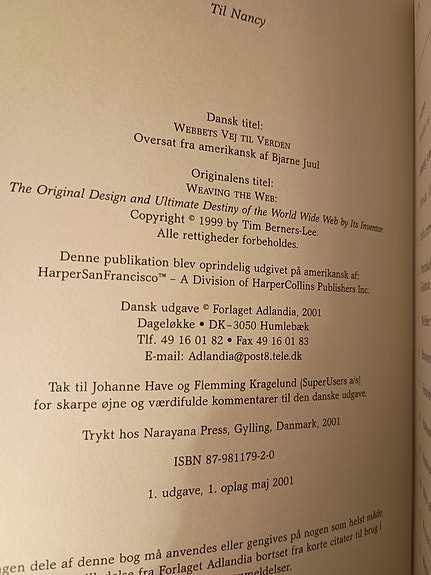 Til Nancy
Dansk titel:
WEBBETS VEJ TIL VERDEN
Oversat fra amerikansk af Bjarne Juul
Originalens titel:
WEAVING THE WEB:
The Original Design and Ultimate Destiny of the World Wide Web by Its Inventor.
Copyright © 1999 by Tim Berners-Lee.
Alle rettigheder forbeholdes.
Denne publikation blev oprindelig udgivet på amerikansk af:
HarperSanFrancisco™ – A Division of HarperCollins Publishers Inc.
Dansk udgave © Forlaget Adlandia, 2001
Dageløkke • DK–3050 Humlebæk
Tlf. 49 16 01 82 • Fax 49 16 01 83
E-mail: Adlandia@post8.tele.dk
Tak til Johanne Have og Flemming Kragelund (SuperUsers a/s)
for skarpe øjne og værdifulde kommentarer til den danske udgave.
Trykt hos Narayana Press, Gylling, Danmark, 2001
ISBN 87-981179-2-0
1. udgave, 1. oplag maj 2001
ngen dele af denne bog må anvendes eller gengives på nogen som helst måde
fra Forlaget Adlandia bortset fra korte citater til brug i
nmeldelser.